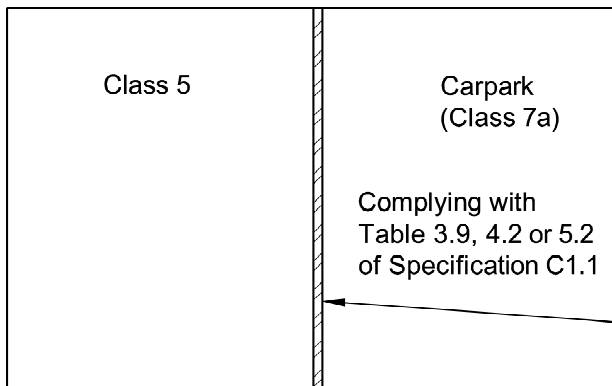 Class 5
Carpark
(Class 7a)
Complying with
Table 3.9, 4.2 or 5.2
of Specification C1.1